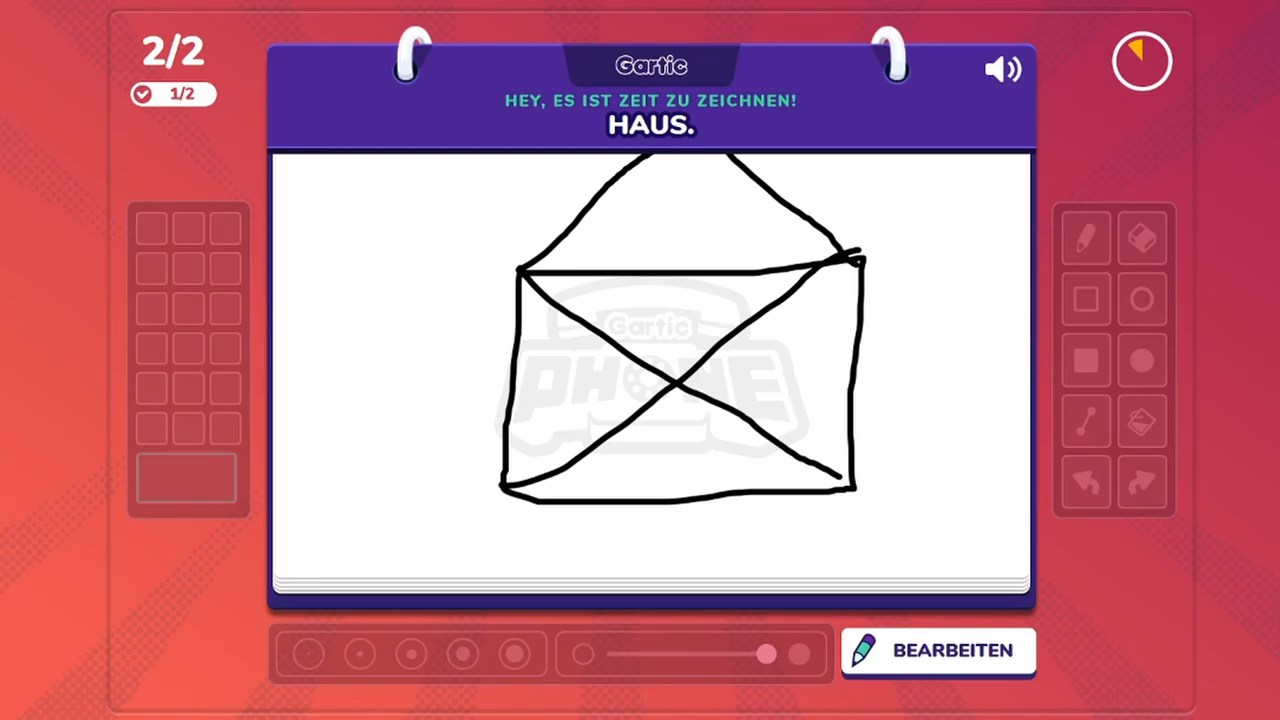 2/2
1/2
Gartic
HEY, ES IST ZEIT ZU ZEICHNEN!
HAUS.
Gartic
PHONE
BEARBEITEN